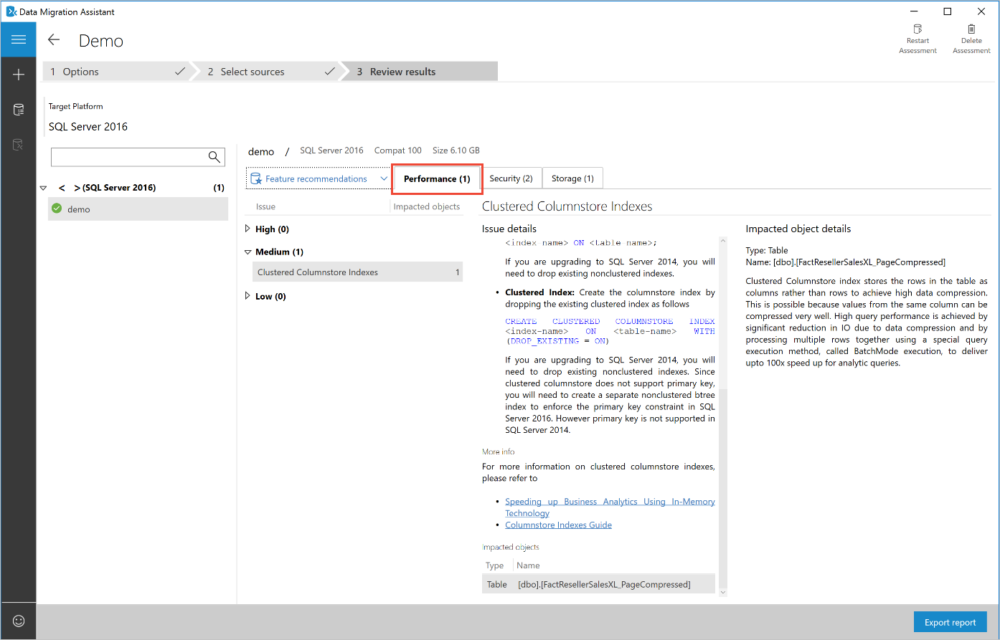 Data Migration Assistant
Demo
Restart
Assessment
Delete
Assessment
1 Options
2 Select sources
3 Review results
Target Platform
SQL Server 2016
demo / SQL Server 2016 Compat 100 Size 6.10 GB
Feature recommendations
Performance (1)
Security (2)
Storage (1)
< > (SQL Server 2016) (1)
demo
Issue
Impacted objects
High (0)
Medium (1)
Clustered Columnstore Indexes 1
Low (0)
Clustered Columnstore Indexes
Issue details
<index-name> ON <table name>;
If you are upgrading to SQL Server 2014, you will
need to drop existing nonclustered indexes.
• Clustered Index: Create the columnstore index by
dropping the existing clustered index as follows
CREATE CLUSTERED COLUMNSTORE INDEX
<index-name> ON <table-name> WITH
(DROP_EXISTING = ON)
If you are upgrading to SQL Server 2014, you will
need to drop existing nonclustered indexes. Since
clustered columnstore does not support primary key,
you will need to create a separate nonclustered btree
index to enforce the primary key constraint in SQL
Server 2016. However primary key is not supported in
SQL Server 2014.
More info
For more information on clustered columnstore indexes,
please refer to
• Speeding up Business Analytics Using In-Memory
Technology
• Columnstore Indexes Guide
Impacted objects
Type Name
Table [dbo].[FactResellerSalesXL_PageCompressed]
Impacted object details
Type: Table
Name: [dbo].[FactResellerSalesXL_PageCompressed]
Clustered Columnstore index stores the rows in the table as
columns rather than rows to achieve high data compression.
This is possible because values from the same column can be
compressed very well. High query performance is achieved by
significant reduction in IO due to data compression and by
processing multiple rows together using a special query
execution method, called BatchMode execution, to deliver
upto 100x speed up for analytic queries.
Export report